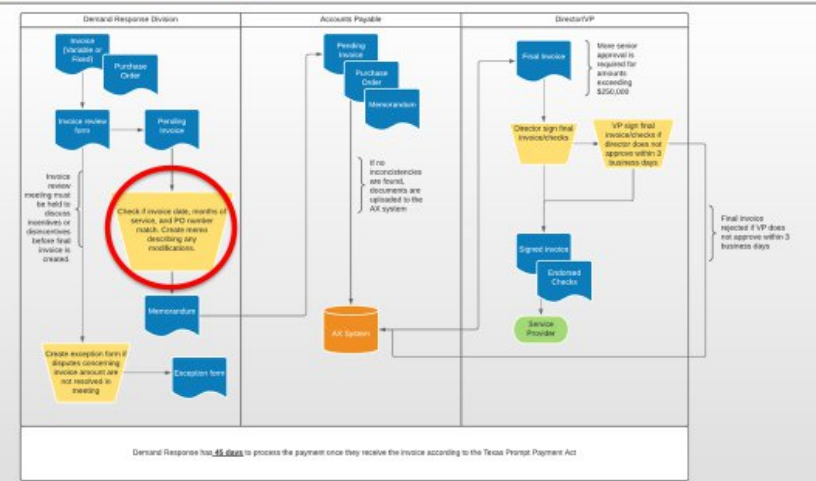 Demand Response Division
Accounts Payable
Director/VP
Invoice
(Variable or
Fixed)
Purchase
Order
Invoice review
form
Pending
Invoice
Invoice
review
meeting must
be held to
discuss
incentives or
disincentives
before final
invoice is
created.
Check if invoice date, months of
service, and PO number
match. Create memo
describing any
modifications.
Memorandum
Create exception form if
disputes concerning
invoice amount are
not resolved in
meeting
Exception form
Pending
Invoice
Purchase
Order
Memorandum
If no
inconsistencies
are found,
documents are
uploaded to the
AX system
AX System
Final Invoice
More senior
approval is
required for
amounts
exceeding
$250,000
Director sign final
invoice/checks.
VP sign final
invoice/checks if
director does not
approve within 3
business days.
Signed invoice
Endorsed
Checks
Service
Provider
Final invoice
rejected if VP does
not approve within 3
business days
Demand Response has 45 days to process the payment once they receive the invoice according to the Texas Prompt Payment Act